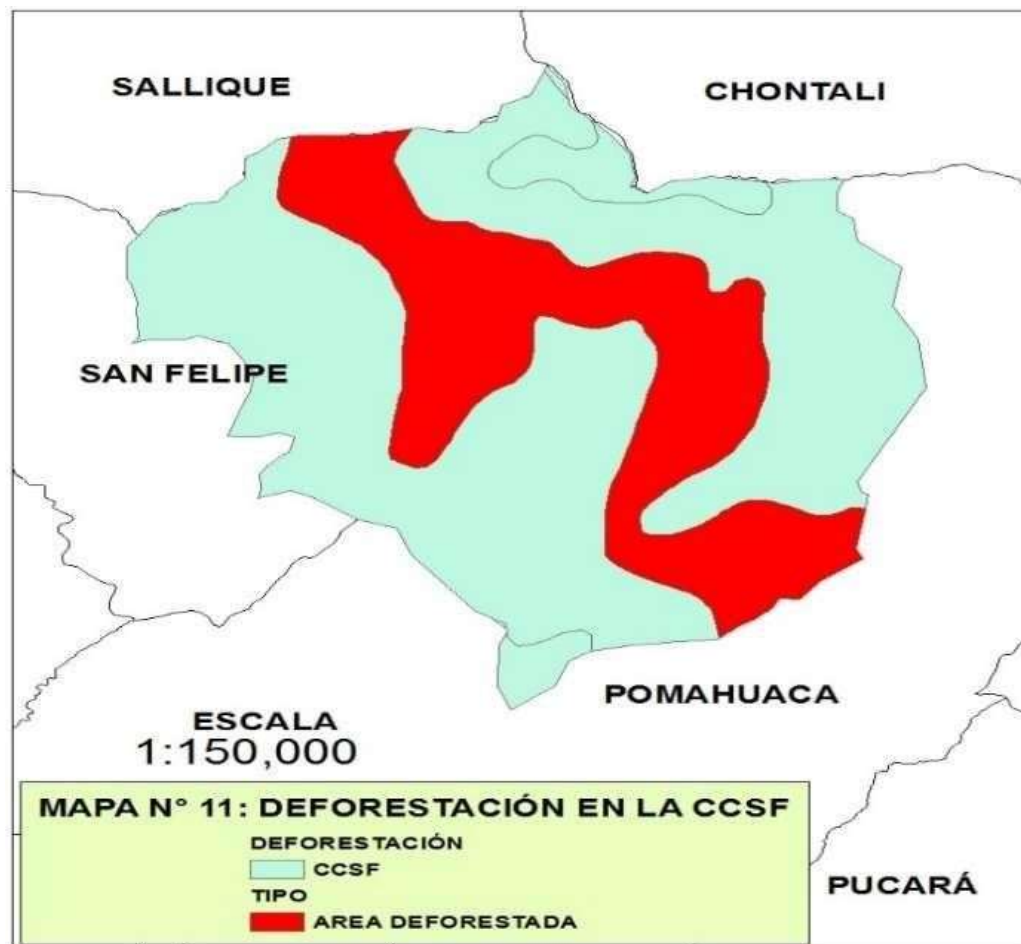 SALLIQUE
CHONTALI
SAN FELIPE
POMAHUACA
ESCALA
1:150,000
MAPA N° 11: DEFORESTACIÓN EN LA CCSF
DEFORESTACIÓN
CCSF
TIPO
AREA DEFORESTADA
PUCARÁ